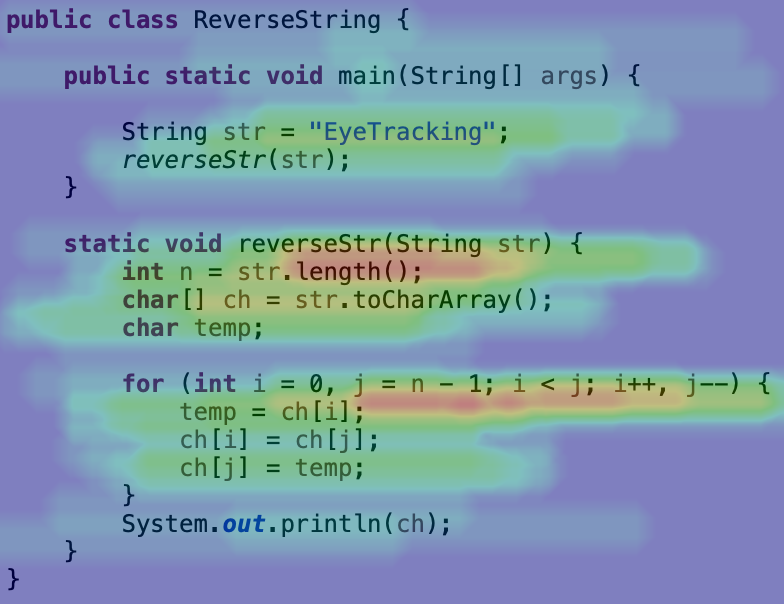 public class ReverseString {
public static void main(String[] args) {
String str = "EyeTracking";
reverseStr(str);
}
static void reverseStr(String str) {
int n = str.length();
char[] ch = str.toCharArray();
char temp;
for (int i = 0, j = n - 1; i < j; i++, j--) {
temp = ch[i];
ch[i] = ch[j];
ch[j] = temp;
}
System.out.println(ch);
}
}